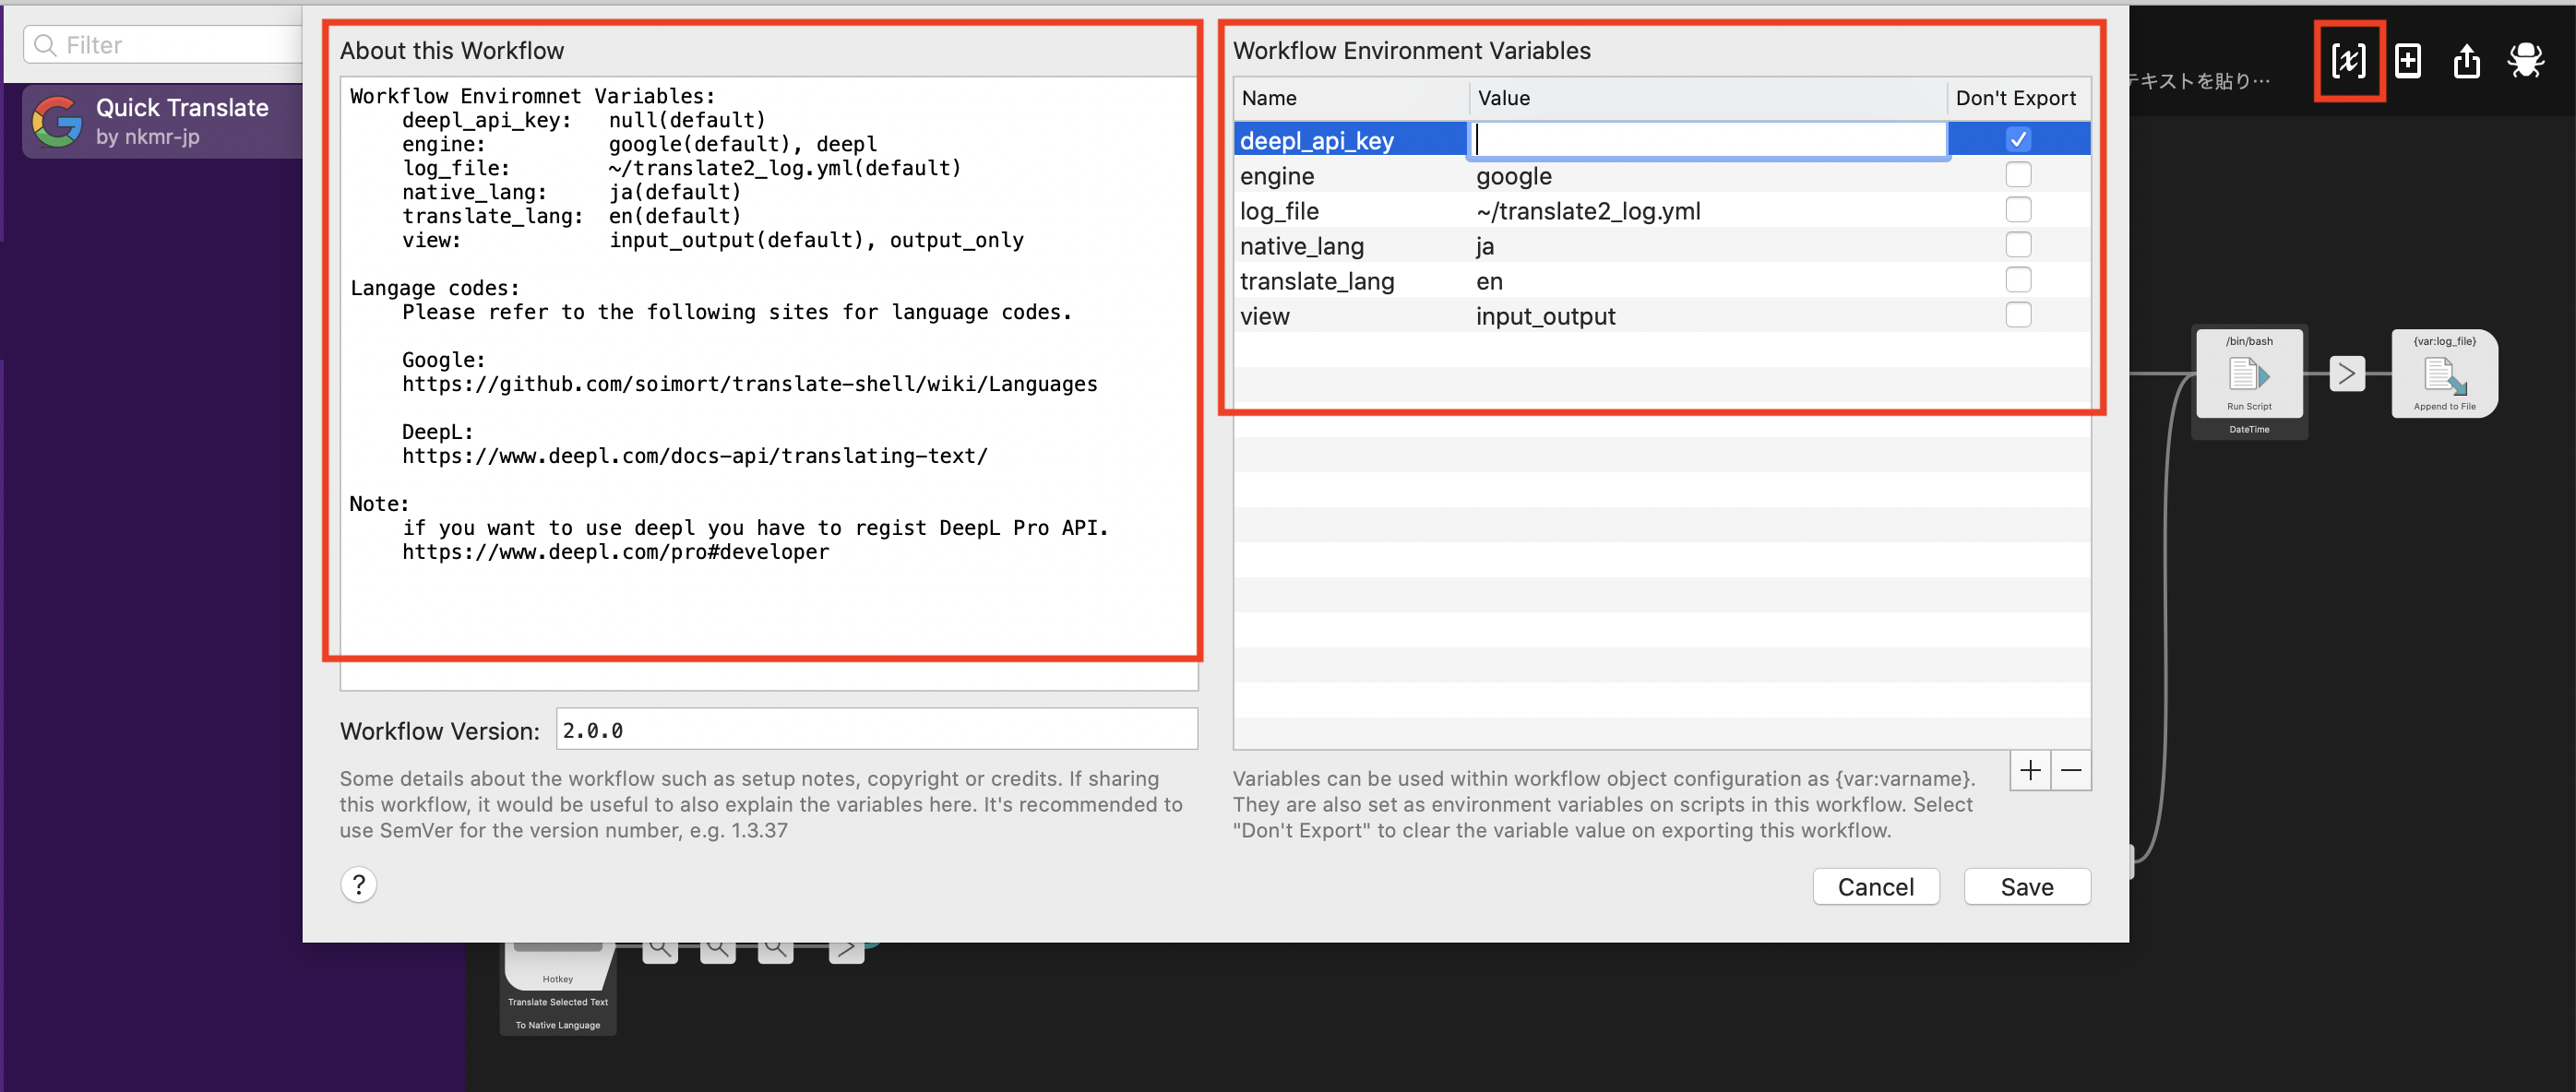 Filter
Quick Translate
by nkmr-jp
About this Workflow
Workflow Enviromnet Variables:
deepl_api_key: null(default)
engine: google(default), deepl
log_file: ~/translate2_log.yml(default)
native_lang: ja(default)
translate_lang: en(default)
view: input_output(default), output_only
Langage codes:
Please refer to the following sites for language codes.
Google:
https://github.com/soimort/translate-shell/wiki/Languages
DeepL:
https://www.deepl.com/docs-api/translating-text/
Note:
if you want to use deepl you have to regist DeepL Pro API.
https://www.deepl.com/pro#developer
Workflow Version: 2.0.0
Some details about the workflow such as setup notes, copyright or credits. If sharing
this workflow, it would be useful to also explain the variables here. It's recommended to
use SemVer for the version number, e.g. 1.3.37
?
Workflow Environment Variables
Name Value Don't Export
deepl_api_key
engine google
log_file ~/translate2_log.yml
native_lang ja
translate_lang en
view input_output
Variables can be used within workflow object configuration as {var:varname}.
They are also set as environment variables on scripts in this workflow. Select
"Don't Export" to clear the variable value on exporting this workflow.
Cancel Save
テキストを貼り…
[x]
/bin/bash
Run Script
DateTime
{var:log_file}
Append to File
Hotkey
Translate Selected Text
To Native Language